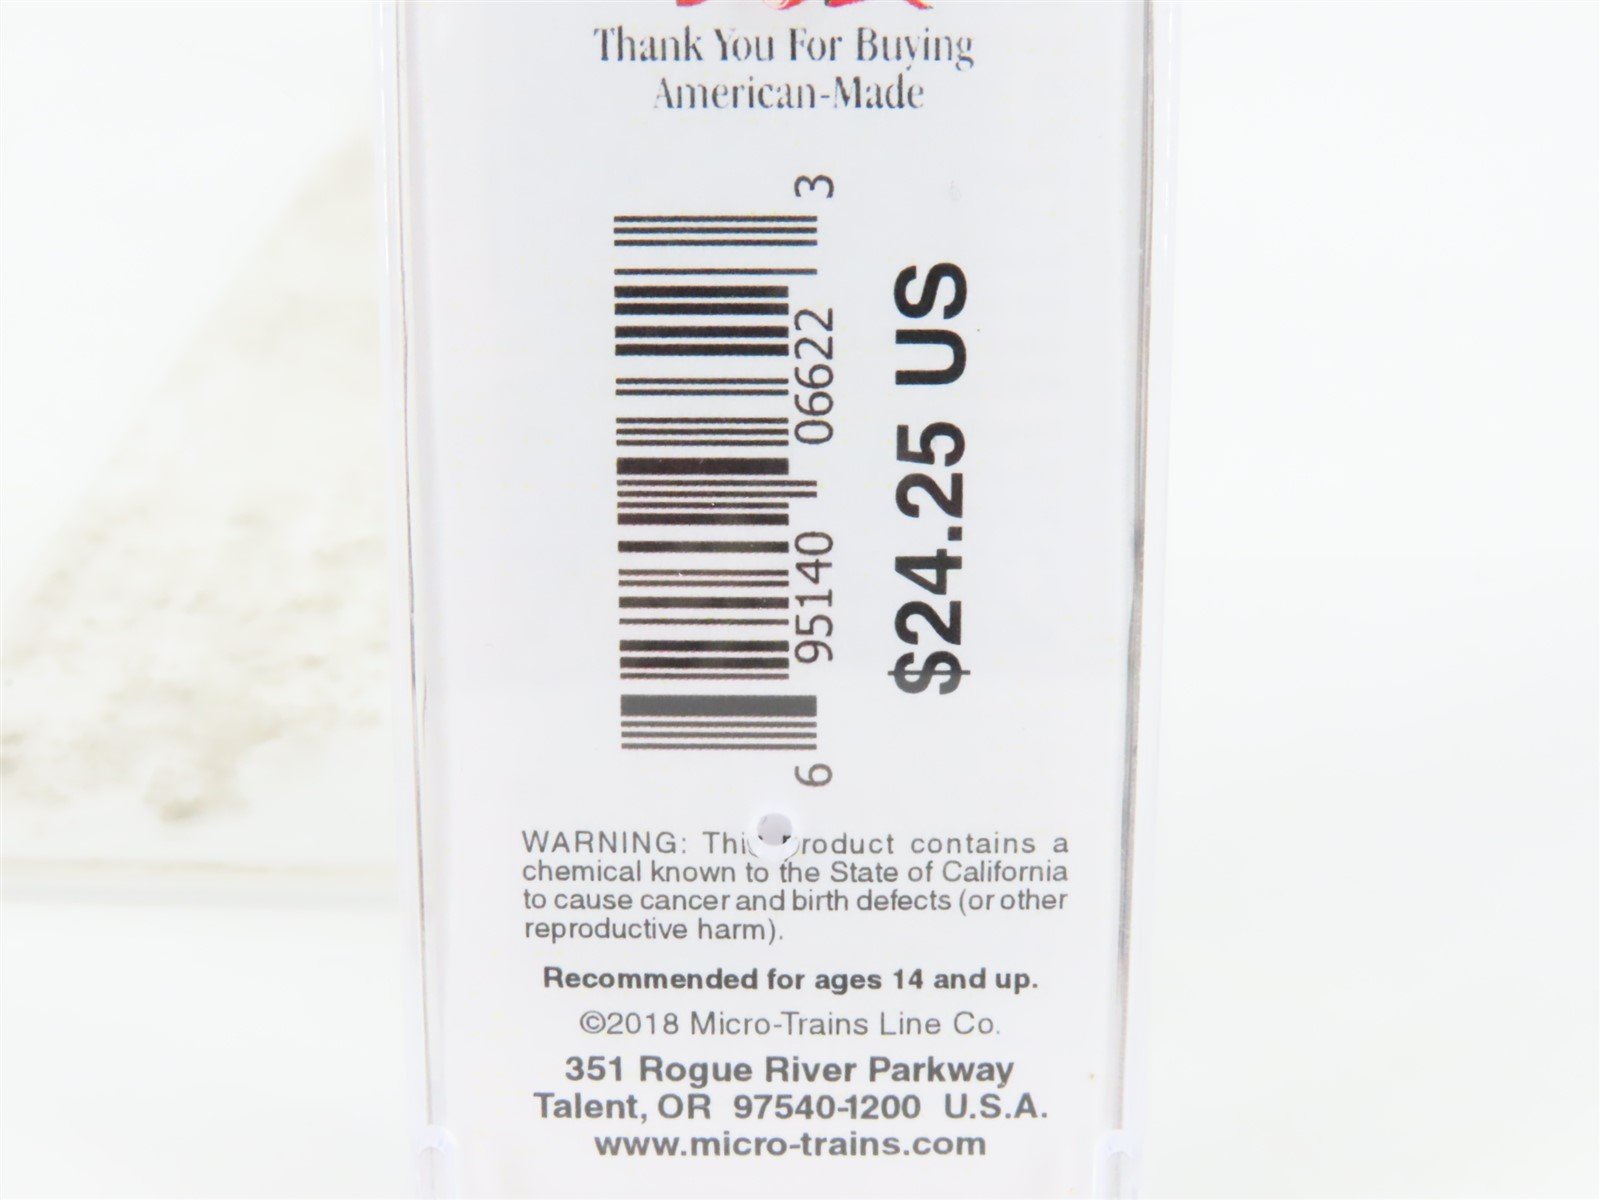 Thank You For Buying
American-Made
6 95140 06622 3
$24.25 US
WARNING: This product contains a
chemical known to the State of California
to cause cancer and birth defects (or other
reproductive harm).
Recommended for ages 14 and up.
©2018 Micro-Trains Line Co.
351 Rogue River Parkway
Talent, OR 97540-1200 U.S.A.
www.micro-trains.com